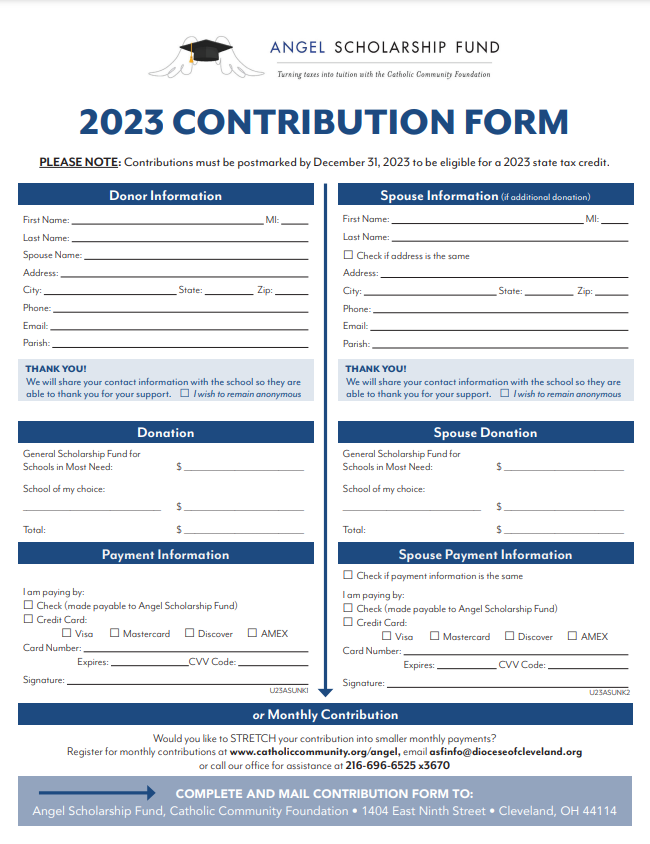 ANGEL SCHOLARSHIP FUND
Turning taxes into tuition with the Catholic Community Foundation
2023 CONTRIBUTION FORM
PLEASE NOTE: Contributions must be postmarked by December 31, 2023 to be eligible for a 2023 state tax credit.
Donor Information
First Name: MI:
Last Name:
Spouse Name:
Address:
City: State: Zip:
Phone:
Email:
Parish:
THANK YOU!
We will share your contact information with the school so they are
able to thank you for your support. ☐ I wish to remain anonymous
Donation
General Scholarship Fund for
Schools in Most Need: $
School of my choice:
$
Total: $
Payment Information
I am paying by:
☐ Check (made payable to Angel Scholarship Fund)
☐ Credit Card:
☐ Visa ☐ Mastercard ☐ Discover ☐ AMEX
Card Number:
Expires: CVV Code:
Signature:
U23ASUNK1
Spouse Information (if additional donation)
First Name: MI:
Last Name:
☐ Check if address is the same
Address:
City: State: Zip:
Phone:
Email:
Parish:
THANK YOU!
We will share your contact information with the school so they are
able to thank you for your support. ☐ I wish to remain anonymous
Spouse Donation
General Scholarship Fund for
Schools in Most Need: $
School of my choice:
$
Total: $
Spouse Payment Information
☐ Check if payment information is the same
I am paying by:
☐ Check (made payable to Angel Scholarship Fund)
☐ Credit Card:
☐ Visa ☐ Mastercard ☐ Discover ☐ AMEX
Card Number:
Expires: CVV Code:
Signature:
U23ASUNK2
or Monthly Contribution
Would you like to STRETCH your contribution into smaller monthly payments?
Register for monthly contributions at www.catholiccommunity.org/angel, email asfinfo@dioceseofcleveland.org
or call our office for assistance at 216-696-6525 x3670
COMPLETE AND MAIL CONTRIBUTION FORM TO:
Angel Scholarship Fund, Catholic Community Foundation • 1404 East Ninth Street • Cleveland, OH 44114